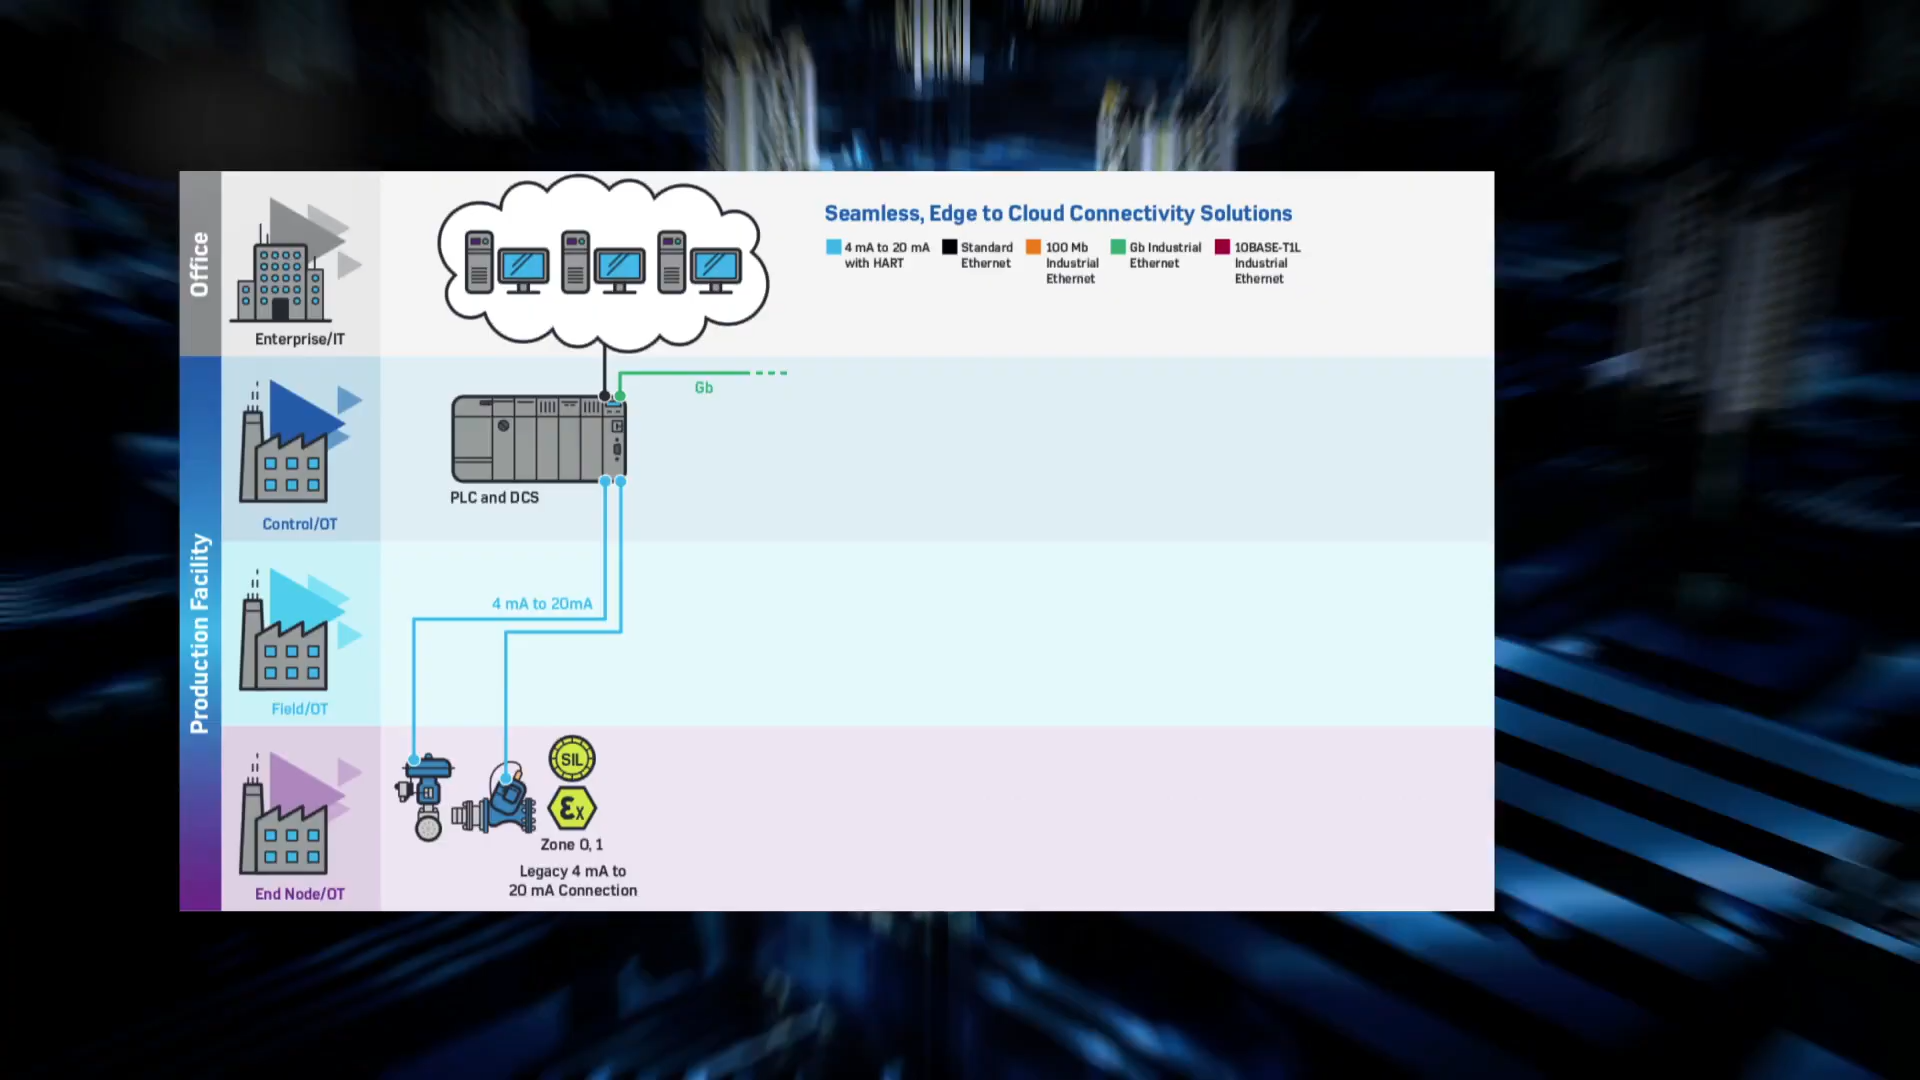 Office
Enterprise/IT
Seamless, Edge to Cloud Connectivity Solutions
4 mA to 20 mA
with HART
Standard
Ethernet
100 Mb
Industrial
Ethernet
Gb Industrial
Ethernet
10BASE-T1L
Industrial
Ethernet
Production Facility
Control/OT
Gb
PLC and DCS
Field/OT
4 mA to 20mA
End Node/OT
SIL
Ex
Zone 0, 1
Legacy 4 mA to
20 mA Connection